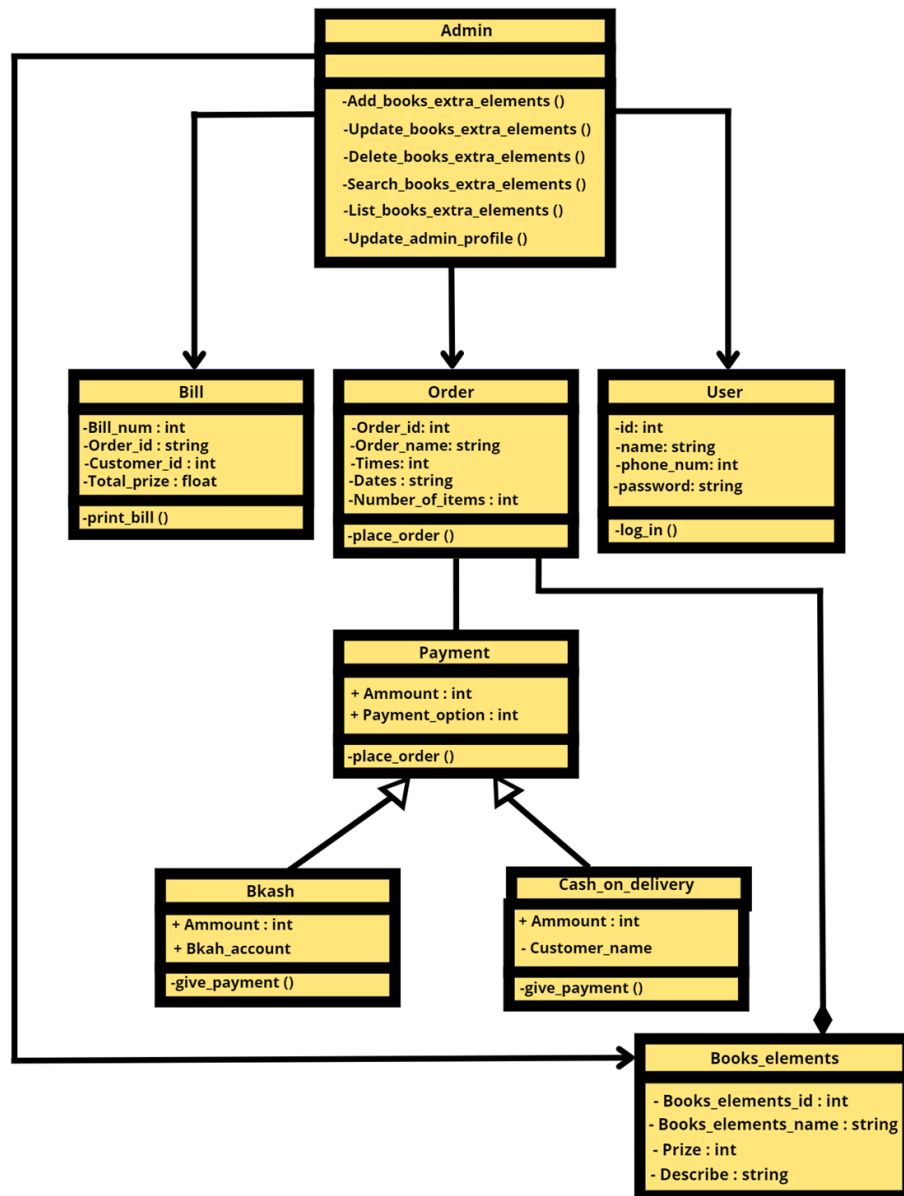 Admin
-Add_books_extra_elements ()
-Update_books_extra_elements ()
-Delete_books_extra_elements ()
-Search_books_extra_elements ()
-List_books_extra_elements ()
-Update_admin_profile ()
Bill
-Bill_num : int
-Order_id : string
-Customer_id : int
-Total_prize : float
-print_bill ()
Order
-Order_id: int
-Order_name: string
-Times: int
-Dates : string
-Number_of_items : int
-place_order ()
User
-id: int
-name: string
-phone_num: int
-password: string
-log_in ()
Payment
+ Ammount : int
+ Payment_option : int
-place_order ()
Bkash
+ Ammount : int
+ Bkah_account
-give_payment ()
Cash_on_delivery
+ Ammount : int
- Customer_name
-give_payment ()
Books_elements
- Books_elements_id : int
- Books_elements_name : string
- Prize : int
- Describe : string